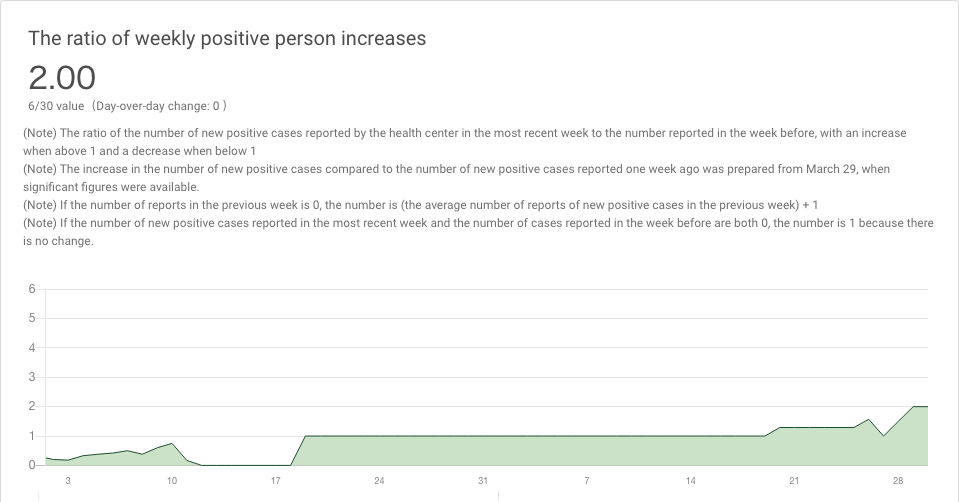 The ratio of weekly positive person increases
2.00
6/30 value （Day-over-day change: 0 ）
(Note) The ratio of the number of new positive cases reported by the health center in the most recent week to the number reported in the week before, with an increase
when above 1 and a decrease when below 1
(Note) The increase in the number of new positive cases compared to the number of new positive cases reported one week ago was prepared from March 29, when
significant figures were available.
(Note) If the number of reports in the previous week is 0, the number is (the average number of reports of new positive cases in the previous week) + 1
(Note) If the number of new positive cases reported in the most recent week and the number of cases reported in the week before are both 0, the number is 1 because there
is no change.
6
5
4
3
2
1
0
3 10 17 24 31 7 14 21 28